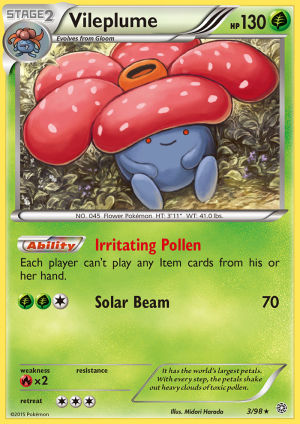 STAGE2
Vileplume
HP130
Evolves from Gloom
NO. 045 Flower Pokémon HT: 3'11" WT: 41.0 lbs.
Ability Irritating Pollen
Each player can't play any Item cards from his or
her hand.
Solar Beam 70
weakness
resistance
×2
It has the world's largest petals.
With every step, the petals shake
out heavy clouds of toxic pollen.
retreat
©2015 Pokémon
Illus. Midori Harada
3/98